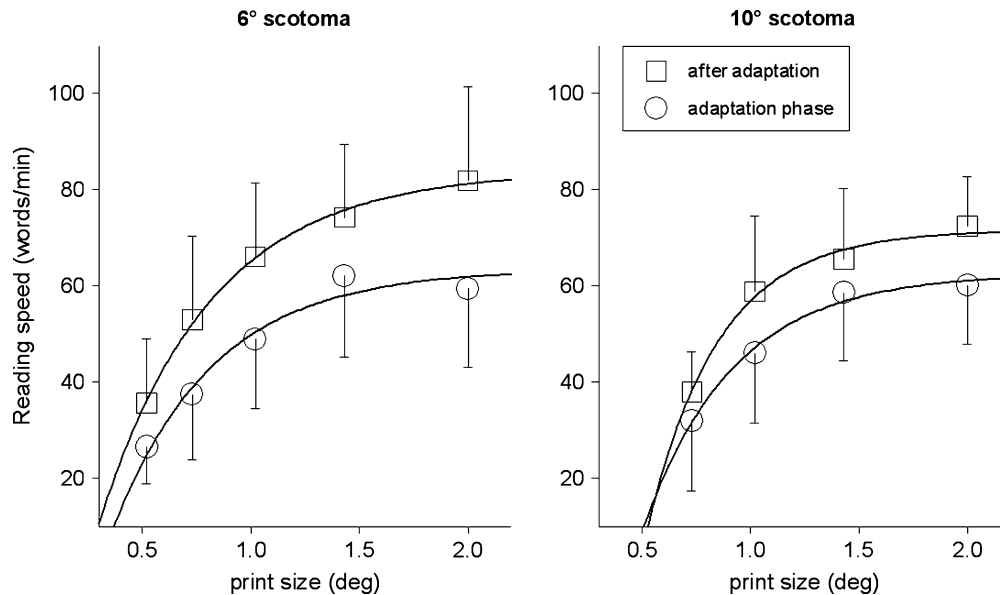 6° scotoma
10° scotoma
Reading speed (words/min)
100
80
60
40
20
0.5 1.0 1.5 2.0
print size (deg)
after adaptation
adaptation phase
100
80
60
40
20
0.5 1.0 1.5 2.0
print size (deg)